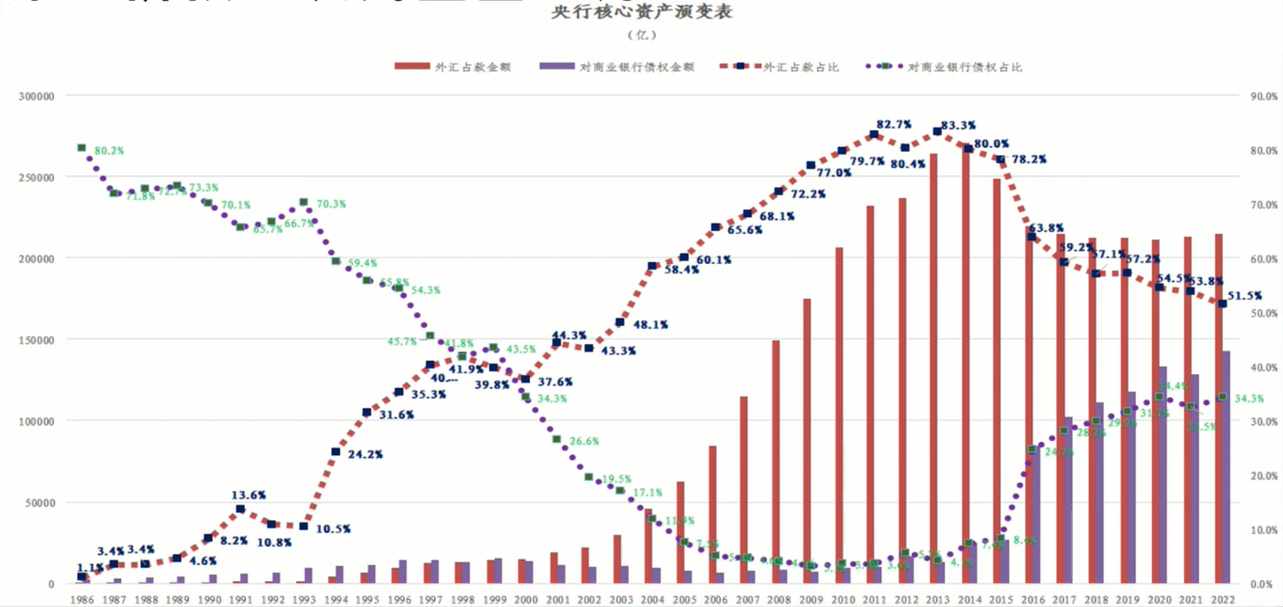 央行核心资产演变表
（亿）
外汇占款金额 对商业银行债权金额 外汇占款占比 对商业银行债权占比
300000 90.0%
80.0%
250000
70.0%
200000 60.0%
50.0%
150000
40.0%
100000 30.0%
20.0%
50000
10.0%
0 0.0%
80.2% 71.8% 72.7% 73.3% 70.1% 65.7% 66.7% 70.3% 59.4% 55.8% 54.3% 45.7% 41.8% 43.5% 34.3% 26.6% 19.5% 17.1% 11.9% 34.4% 34.3%
1.1% 3.4% 3.4% 4.6% 8.2% 13.6% 10.8% 10.5% 24.2% 31.6% 35.3% 40.... 41.9% 39.8% 37.6% 44.3% 43.3% 48.1% 58.4% 60.1% 65.6% 68.1% 72.2% 77.0% 79.7% 82.7% 80.4% 83.3% 80.0% 78.2% 63.8% 59.2% 57.1% 57.2% 54.5% 53.8% 51.5%
1986 1987 1988 1989 1990 1991 1992 1993 1994 1995 1996 1997 1998 1999 2000 2001 2002 2003 2004 2005 2006 2007 2008 2009 2010 2011 2012 2013 2014 2015 2016 2017 2018 2019 2020 2021 2022